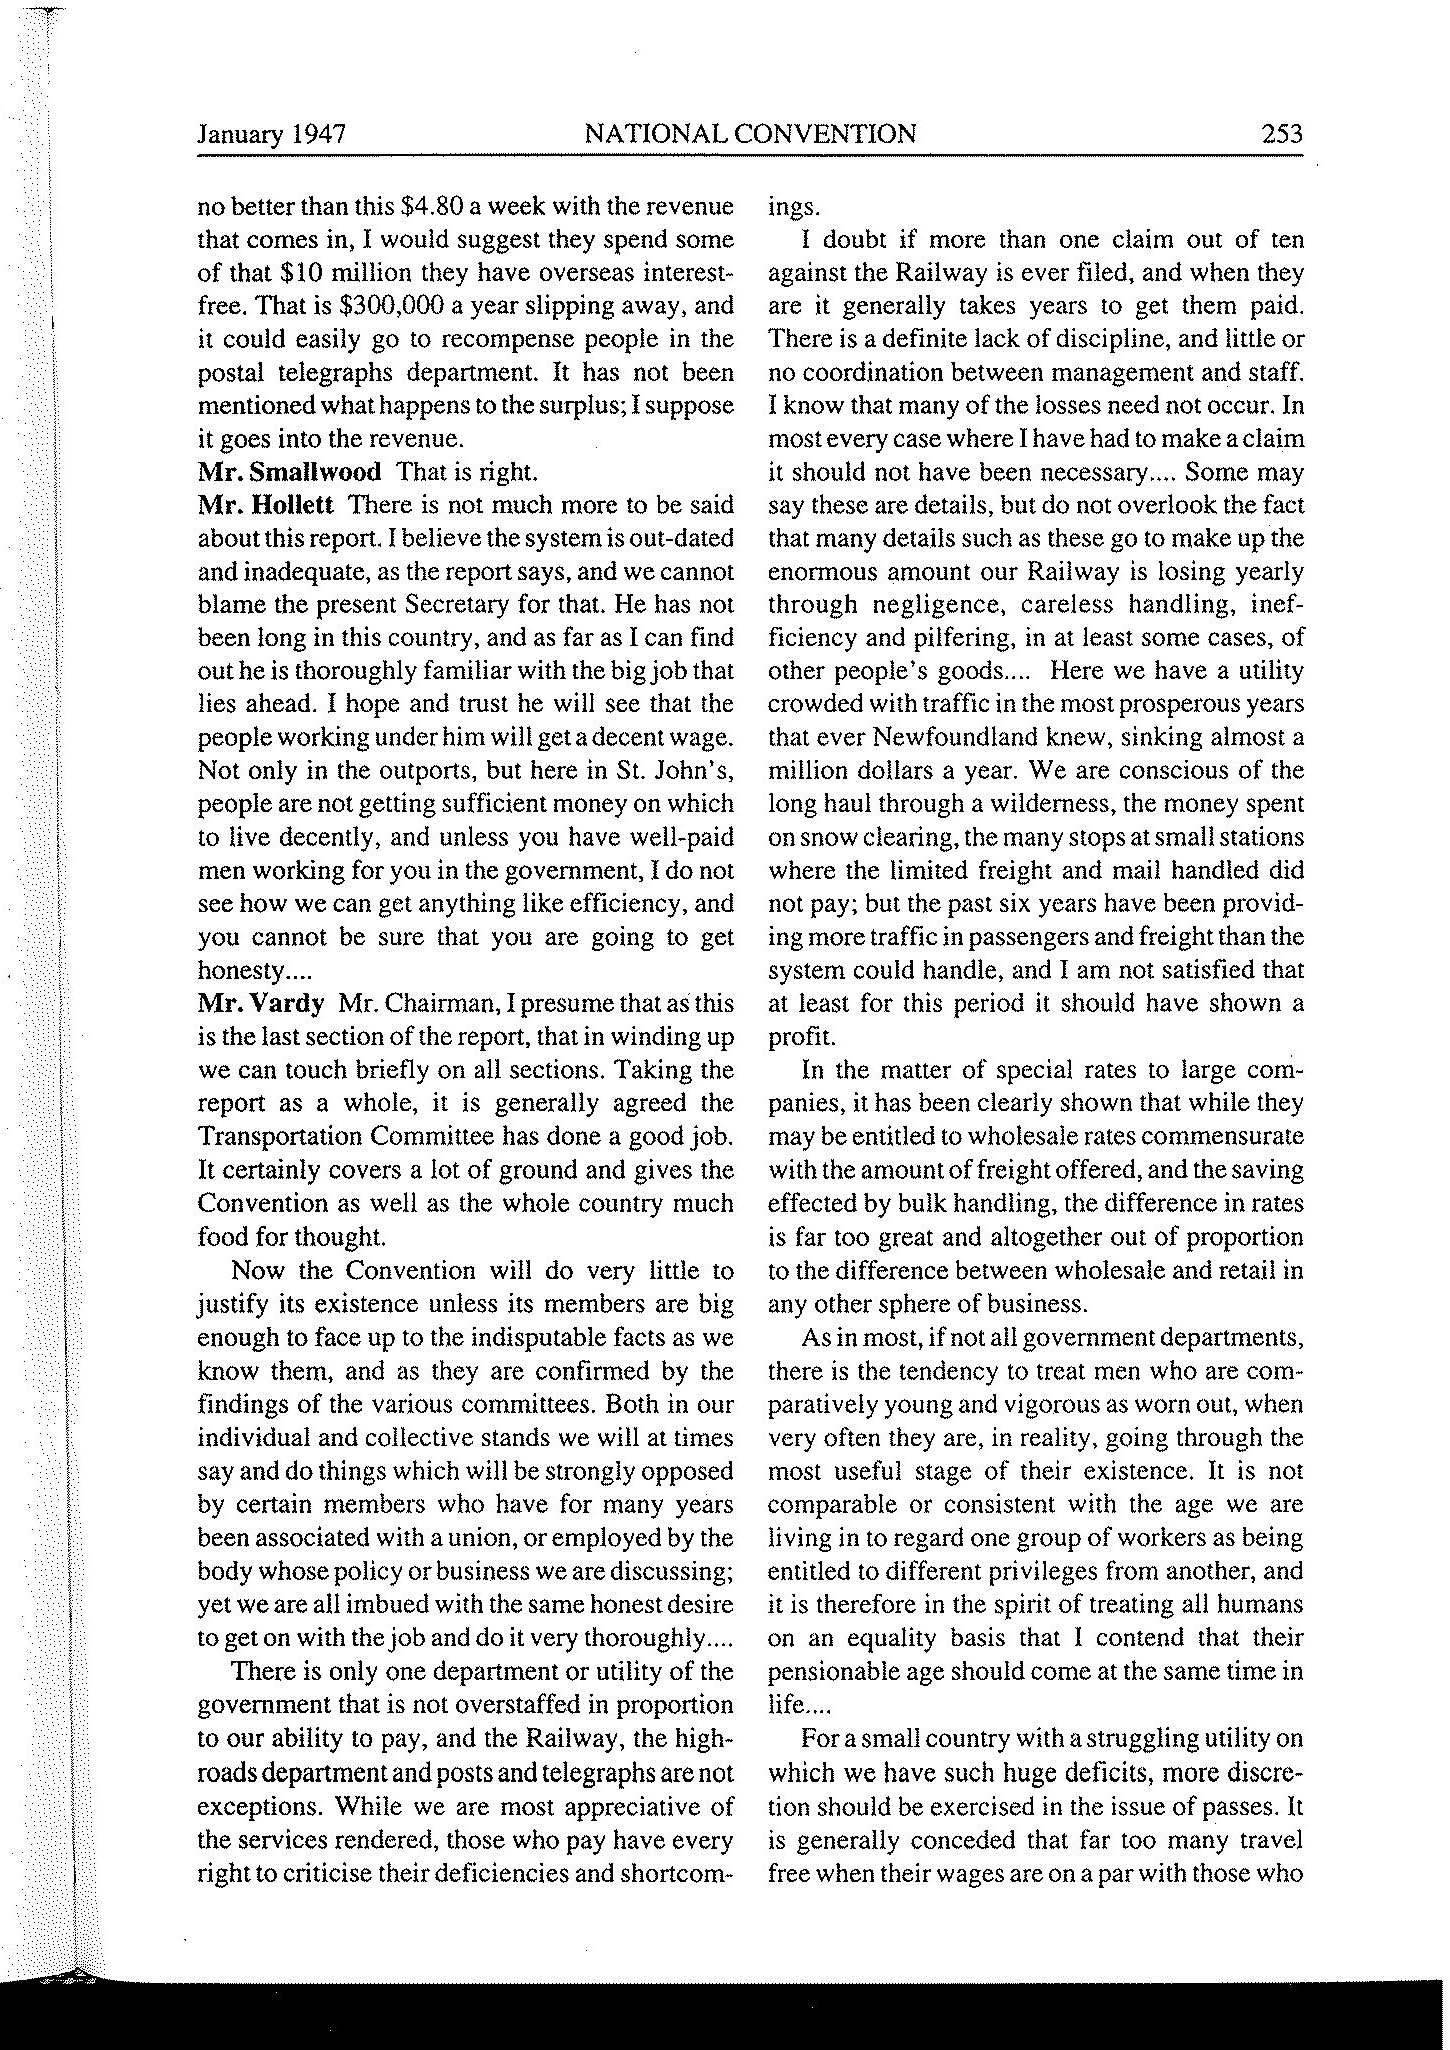 January 1947 NATIONAL CONVENTION 253
no better than this $4.80 a week with the revenue
that comes in, I would suggest they spend some
of that $10 million they have overseas interest-
free. That is $300,000 a year slipping away, and
it could easily go to recompense people in the
postal telegraphs department. It has not been
mentioned what happens to the surplus; I suppose
it goes into the revenue.
Mr. Smallwood That is right.
Mr. Hollett There is not much more to be said
about this report. I believe the system is out-dated
and inadequate, as the report says, and we cannot
blame the present Secretary for that. He has not
been long in this country, and as far as I can find
out he is thoroughly familiar with the big job that
lies ahead. I hope and trust he will see that the
people working under him will get a decent wage.
Not only in the outports, but here in St. John's,
people are not getting sufficient money on which
to live decently, and unless you have well-paid
men working for you in the government, I do not
see how we can get anything like efficiency, and
you cannot be sure that you are going to get
honesty....
Mr. Vardy Mr. Chairman, I presume that as this
is the last section of the report, that in winding up
we can touch briefly on all sections. Taking the
report as a whole, it is generally agreed the
Transportation Committee has done a good job.
It certainly covers a lot of ground and gives the
Convention as well as the whole country much
food for thought.
Now the Convention will do very little to
justify its existence unless its members are big
enough to face up to the indisputable facts as we
know them, and as they are confirmed by the
findings of the various committees. Both in our
individual and collective stands we will at times
say and do things which will be strongly opposed
by certain members who have for many years
been associated with a union, or employed by the
body whose policy or business we are discussing;
yet we are all imbued with the same honest desire
to get on with the job and do it very thoroughly....
There is only one department or utility of the
government that is not overstaffed in proportion
to our ability to pay, and the Railway, the high-
roads department and posts and telegraphs are not
exceptions. While we are most appreciative of
the services rendered, those who pay have every
right to criticise their deficiencies and shortcom-
ings.
I doubt if more than one claim out of ten
against the Railway is ever filed, and when they
are it generally takes years to get them paid.
There is a definite lack of discipline, and little or
no coordination between management and staff.
I know that many of the losses need not occur. In
most every case where I have had to make a claim
it should not have been necessary.... Some may
say these are details, but do not overlook the fact
that many details such as these go to make up the
enormous amount our Railway is losing yearly
through negligence, careless handling, inef-
ficiency and pilfering, in at least some cases, of
other people's goods.... Here we have a utility
crowded with traffic in the most prosperous years
that ever Newfoundland knew, sinking almost a
million dollars a year. We are conscious of the
long haul through a wilderness, the money spent
on snow clearing, the many stops at small stations
where the limited freight and mail handled did
not pay; but the past six years have been provid-
ing more traffic in passengers and freight than the
system could handle, and I am not satisfied that
at least for this period it should have shown a
profit.
In the matter of special rates to large com-
panies, it has been clearly shown that while they
may be entitled to wholesale rates commensurate
with the amount of freight offered, and the saving
effected by bulk handling, the difference in rates
is far too great and altogether out of proportion
to the difference between wholesale and retail in
any other sphere of business.
As in most, if not all government departments,
there is the tendency to treat men who are com-
paratively young and vigorous as worn out, when
very often they are, in reality, going through the
most useful stage of their existence. It is not
comparable or consistent with the age we are
living in to regard one group of workers as being
entitled to different privileges from another, and
it is therefore in the spirit of treating all humans
on an equality basis that I contend that their
pensionable age should come at the same time in
life....
For a small country with a struggling utility on
which we have such huge deficits, more discre-
tion should be exercised in the issue of passes. It
is generally conceded that far too many travel
free when their wages are on a par with those who